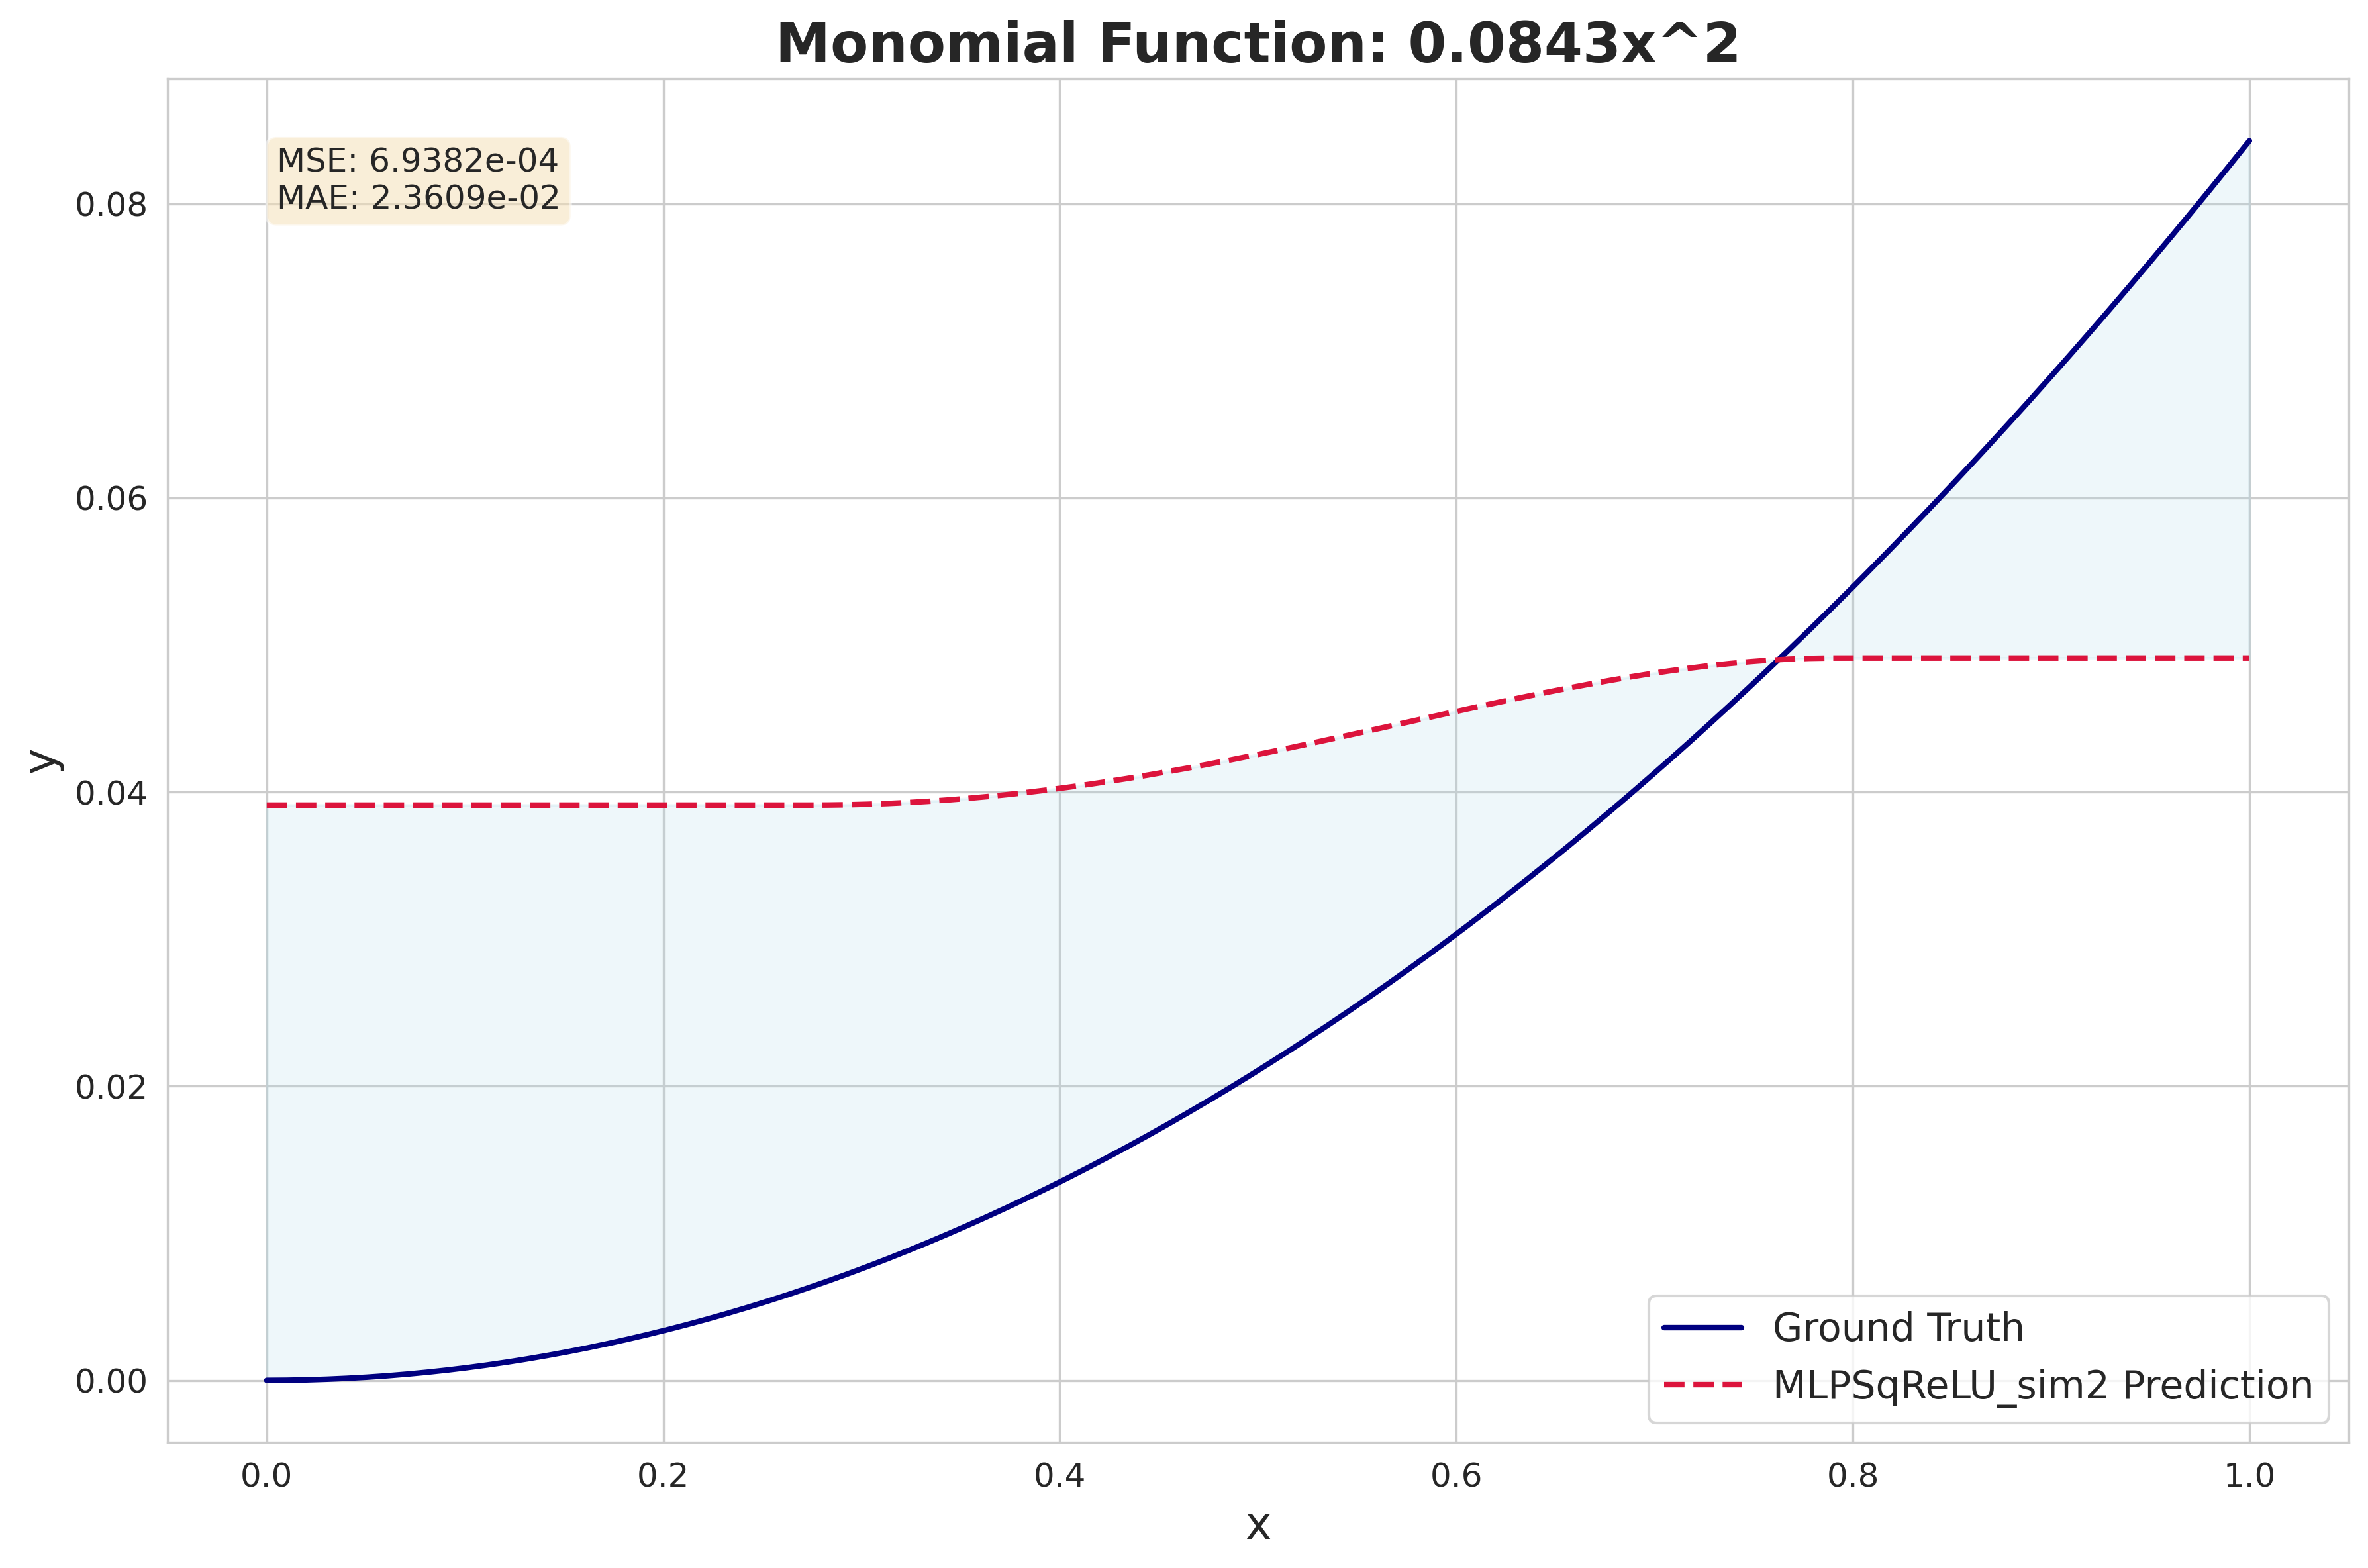 Monomial Function: 0.0843x^2
MSE: 6.9382e-04
MAE: 2.3609e-02
0.08
0.06
0.04
0.02
0.00
y
Ground Truth
MLPSqReLU_sim2 Prediction
0.0 0.2 0.4 0.6 0.8 1.0
x